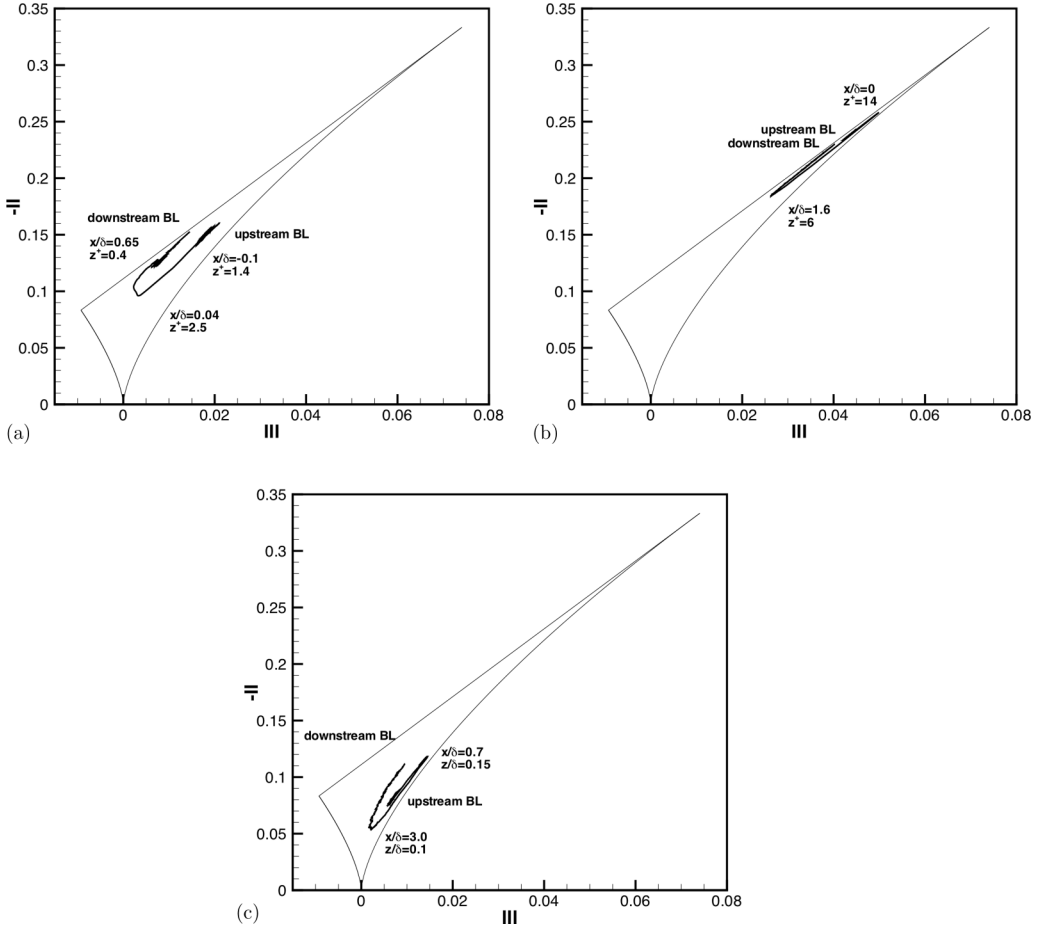 0.35
0.3
0.25
0.2
0.15
0.1
0.05
0
-II
downstream BL
x/δ=0.65
z⁺=0.4
upstream BL
x/δ=-0.1
z⁺=1.4
x/δ=0.04
z⁺=2.5
0
0.02
0.04
0.06
0.08
III
(a)
0.35
0.3
0.25
0.2
0.15
0.1
0.05
0
-II
x/δ=0
z⁺=14
upstream BL
downstream BL
x/δ=1.6
z⁺=6
0
0.02
0.04
0.06
0.08
III
(b)
0.35
0.3
0.25
0.2
0.15
0.1
0.05
0
-II
downstream BL
x/δ=0.7
z/δ=0.15
upstream BL
x/δ=3.0
z/δ=0.1
0
0.02
0.04
0.06
0.08
III
(c)